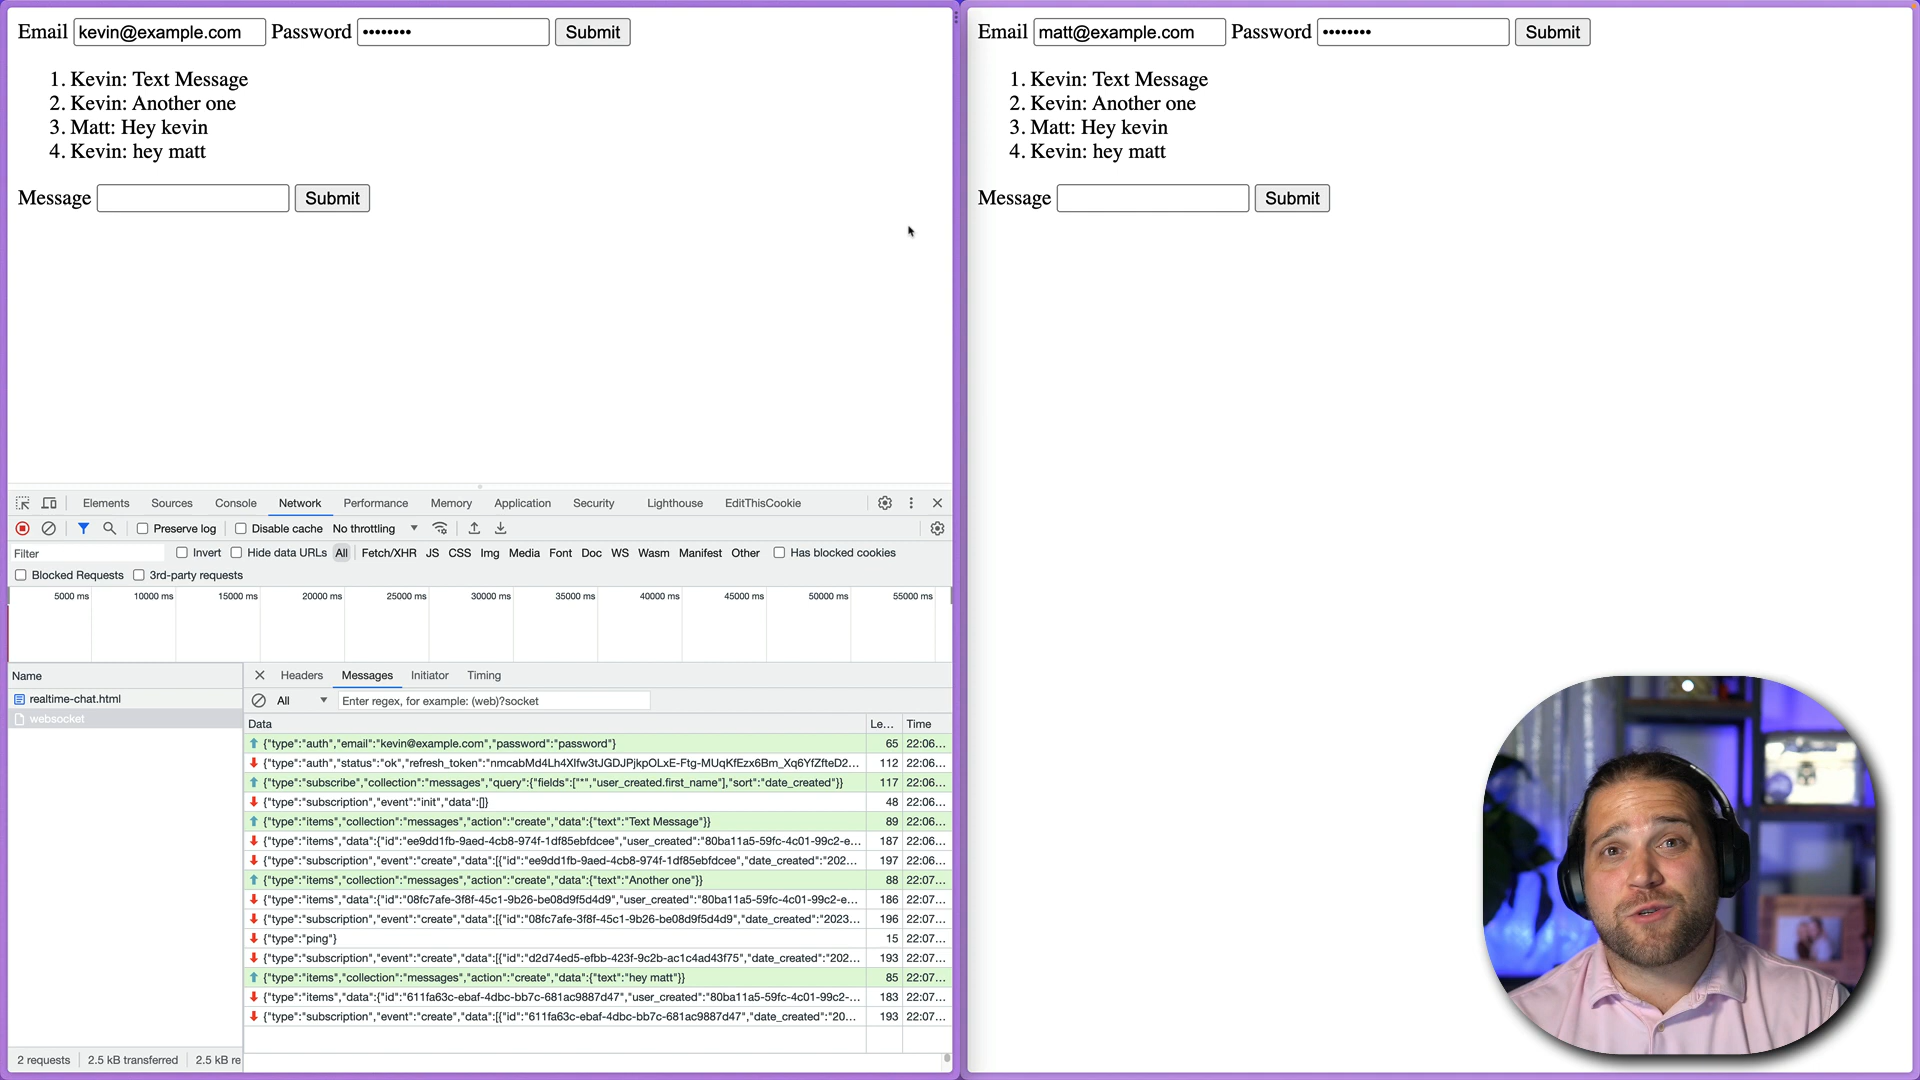 Email kevin@example.com Password •••••••• Submit
1. Kevin: Text Message
2. Kevin: Another one
3. Matt: Hey kevin
4. Kevin: hey matt
Message Submit
Email matt@example.com Password •••••••• Submit
1. Kevin: Text Message
2. Kevin: Another one
3. Matt: Hey kevin
4. Kevin: hey matt
Message Submit
Elements Sources Console Network Performance Memory Application Security Lighthouse EditThisCookie
Preserve log Disable cache No throttling
Filter Invert Hide data URLs All Fetch/XHR JS CSS Img Media Font Doc WS Wasm Manifest Other Has blocked cookies
Blocked Requests 3rd-party requests
5000 ms 10000 ms 15000 ms 20000 ms 25000 ms 30000 ms 35000 ms 40000 ms 45000 ms 50000 ms 55000 ms
Name
realtime-chat.html
websocket
Headers Messages Initiator Timing
All Enter regex, for example: (web)?socket
Data Le... Time
{"type":"auth","email":"kevin@example.com","password":"password"} 65 22:06...
{"type":"auth","status":"ok","refresh_token":"nmcabMd4Lh4XIfw3tJGDJPjkpOLxE-Ftg-MUqKfEzx6Bm_Xq6YfZfteD2... 112 22:06...
{"type":"subscribe","collection":"messages","query":{"fields":["*","user_created.first_name"],"sort":"date_created"}} 117 22:06...
{"type":"subscription","event":"init","data":[]} 48 22:06...
{"type":"items","collection":"messages","action":"create","data":{"text":"Text Message"}} 89 22:06...
{"type":"items","data":{"id":"ee9dd1fb-9aed-4cb8-974f-1df85ebfdcee","user_created":"80ba11a5-59fc-4c01-99c2-e... 187 22:06...
{"type":"subscription","event":"create","data":[{"id":"ee9dd1fb-9aed-4cb8-974f-1df85ebfdcee","date_created":"202... 197 22:06...
{"type":"items","collection":"messages","action":"create","data":{"text":"Another one"}} 88 22:07...
{"type":"items","data":{"id":"08fc7afe-3f8f-45c1-9b26-be08d9f5d4d9","user_created":"80ba11a5-59fc-4c01-99c2-e... 186 22:07...
{"type":"subscription","event":"create","data":[{"id":"08fc7afe-3f8f-45c1-9b26-be08d9f5d4d9","date_created":"2023... 196 22:07...
{"type":"ping"} 15 22:07...
{"type":"subscription","event":"create","data":[{"id":"d2d74ed5-efbb-423f-9c2b-ac1c4ad43f75","date_created":"202... 193 22:07...
{"type":"items","collection":"messages","action":"create","data":{"text":"hey matt"}} 85 22:07...
{"type":"items","data":{"id":"611fa63c-ebaf-4dbc-bb7c-681ac9887d47","user_created":"80ba11a5-59fc-4c01-99c2-... 183 22:07...
{"type":"subscription","event":"create","data":[{"id":"611fa63c-ebaf-4dbc-bb7c-681ac9887d47","date_created":"20... 193 22:07...
2 requests 2.5 kB transferred 2.5 kB re